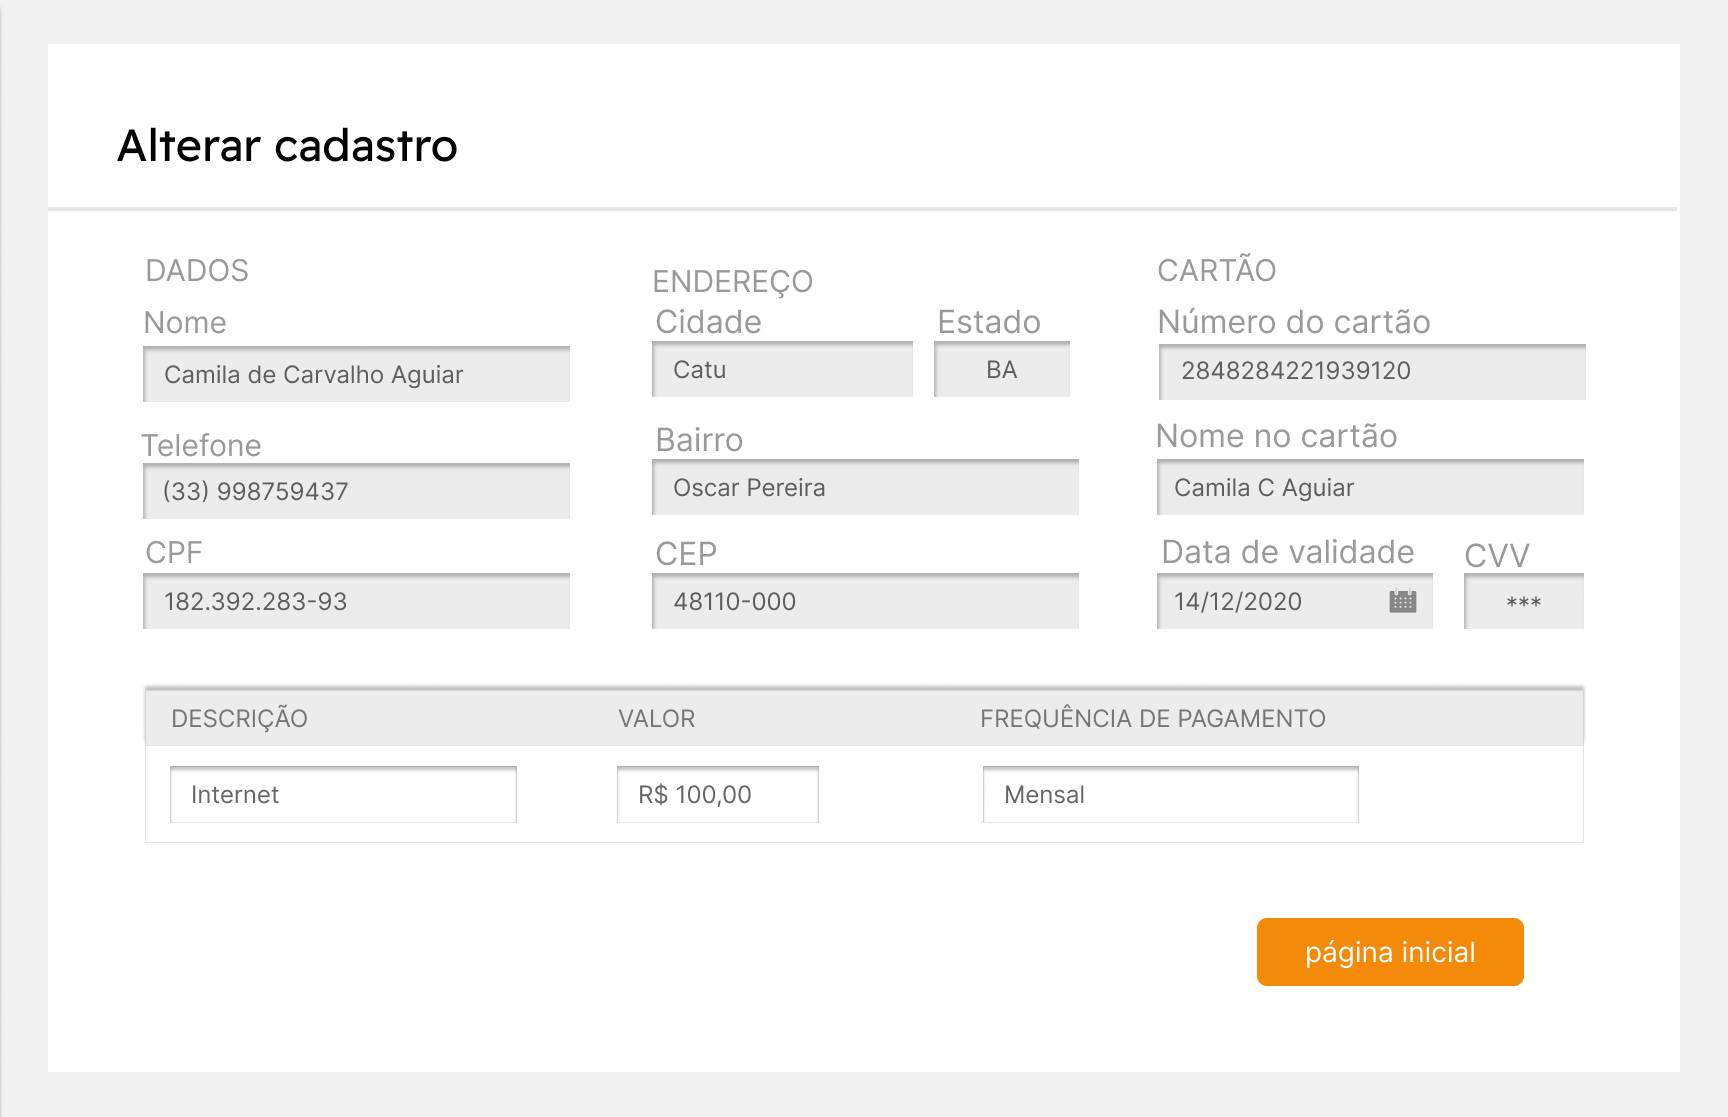 Alterar cadastro
DADOS
Nome
Camila de Carvalho Aguiar
Telefone
(33) 998759437
CPF
182.392.283-93
ENDEREÇO
Cidade
Catu
Estado
BA
Bairro
Oscar Pereira
CEP
48110-000
CARTÃO
Número do cartão
2848284221939120
Nome no cartão
Camila C Aguiar
Data de validade
14/12/2020
CVV
***
DESCRIÇÃO VALOR FREQUÊNCIA DE PAGAMENTO
Internet R$ 100,00 Mensal
página inicial